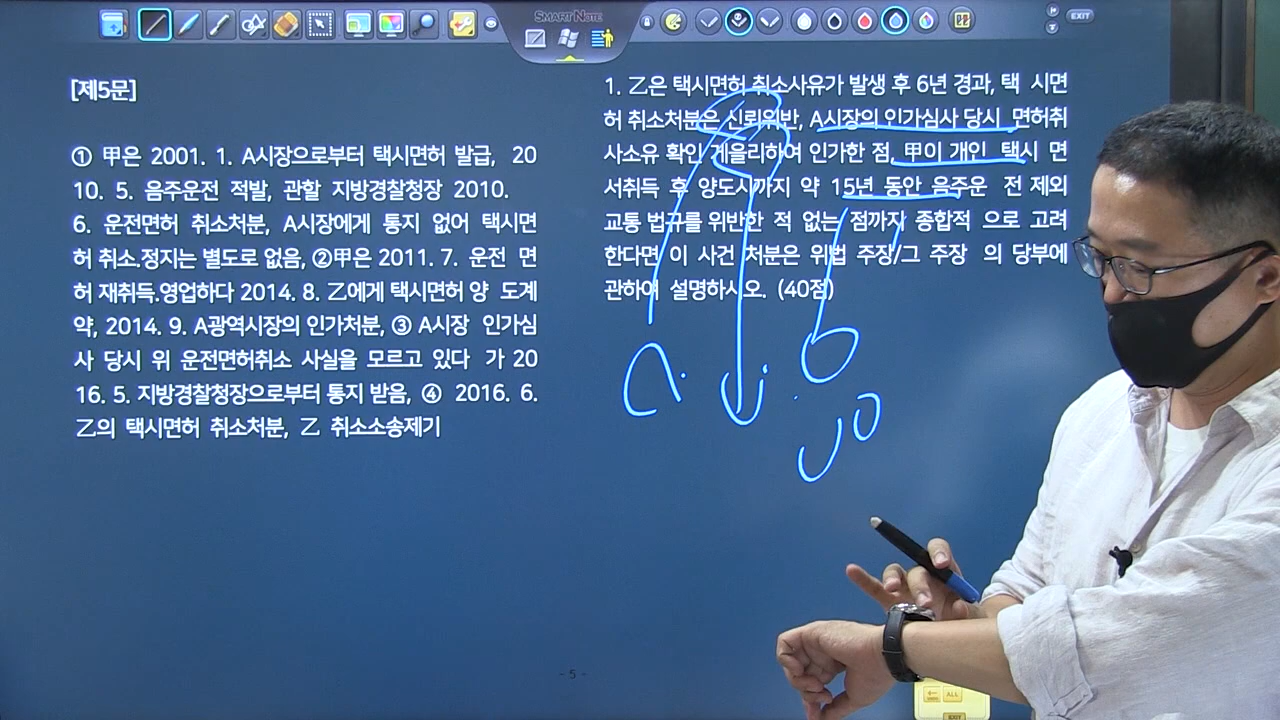 SMART NOTE
EXIT
[제5문]
① 甲은 2001. 1. A시장으로부터 택시면허 발급, 20
10. 5. 음주운전 적발, 관할 지방경찰청장 2010.
6. 운전면허 취소처분, A시장에게 통지 없어 택시면
허 취소.정지는 별도로 없음, ②甲은 2011. 7. 운전 면
허 재취득.영업하다 2014. 8. 乙에게 택시면허 양 도계
약, 2014. 9. A광역시장의 인가처분, ③ A시장 인가심
사 당시 위 운전면허취소 사실을 모르고 있다 가 20
16. 5. 지방경찰청장으로부터 통지 받음, ④ 2016. 6.
乙의 택시면허 취소처분, 乙 취소소송제기
1. 乙은 택시면허 취소사유가 발생 후 6년 경과, 택 시면
허 취소처분은 신뢰위반, A시장의 인가심사 당시 면허취
사소유 확인 게을리하여 인가한 점, 甲이 개인 택시 면
서취득 후 양도시까지 약 15년 동안 음주운 전 제외
교통 법규를 위반한 적 없는 점까지 종합적 으로 고려
한다면 이 사건 처분은 위법 주장/그 주장 의 당부에
관하여 설명하시오. (40점)
- 5 -
ALL
EXIT